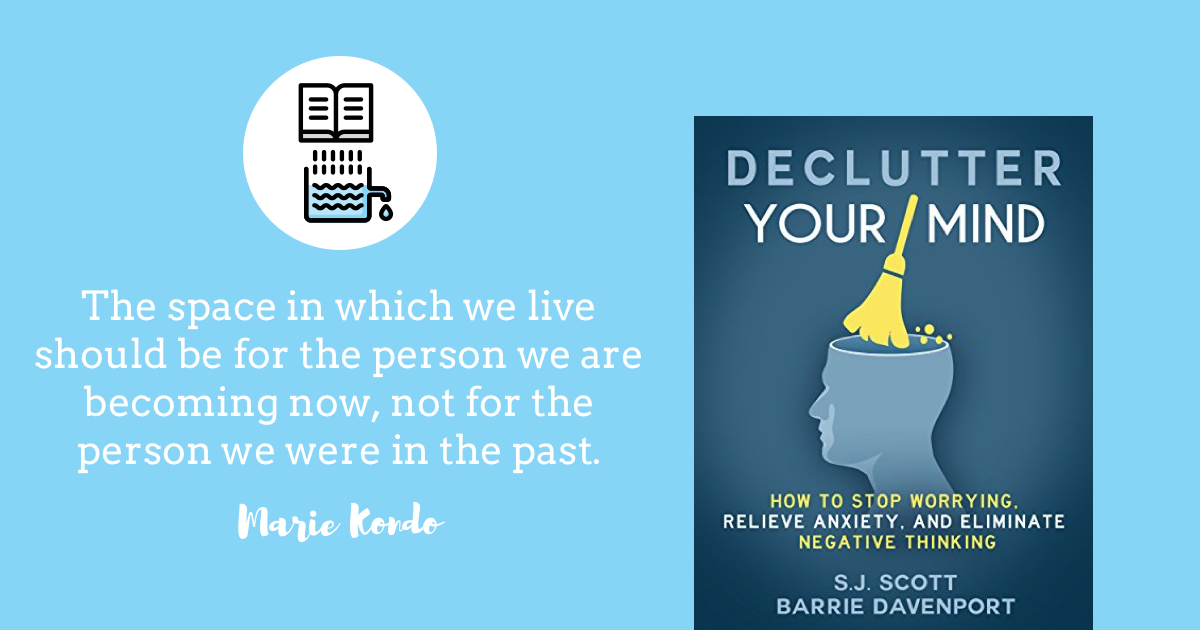 The space in which we live
should be for the person we are
becoming now, not for the
person we were in the past.
Marie Kondo
DECLUTTER
YOUR MIND
HOW TO STOP WORRYING,
RELIEVE ANXIETY, AND ELIMINATE
NEGATIVE THINKING
S.J. SCOTT
BARRIE DAVENPORT